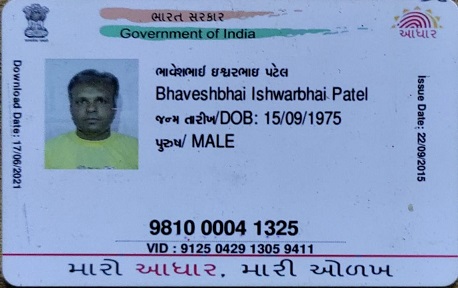 ભારત સરકાર
Government of India
આધાર
ભાવેશભાઈ ઇશ્વરભાઇ પટેલ
Bhaveshbhai Ishwarbhai Patel
જન્મ તારીખ/DOB: 15/09/1975
પુરુષ/ MALE
Download Date: 17/06/2021
Issue Date: 22/09/2015
9810 0004 1325
VID : 9125 0429 1305 9411
મારો આધાર, મારી ઓળખ